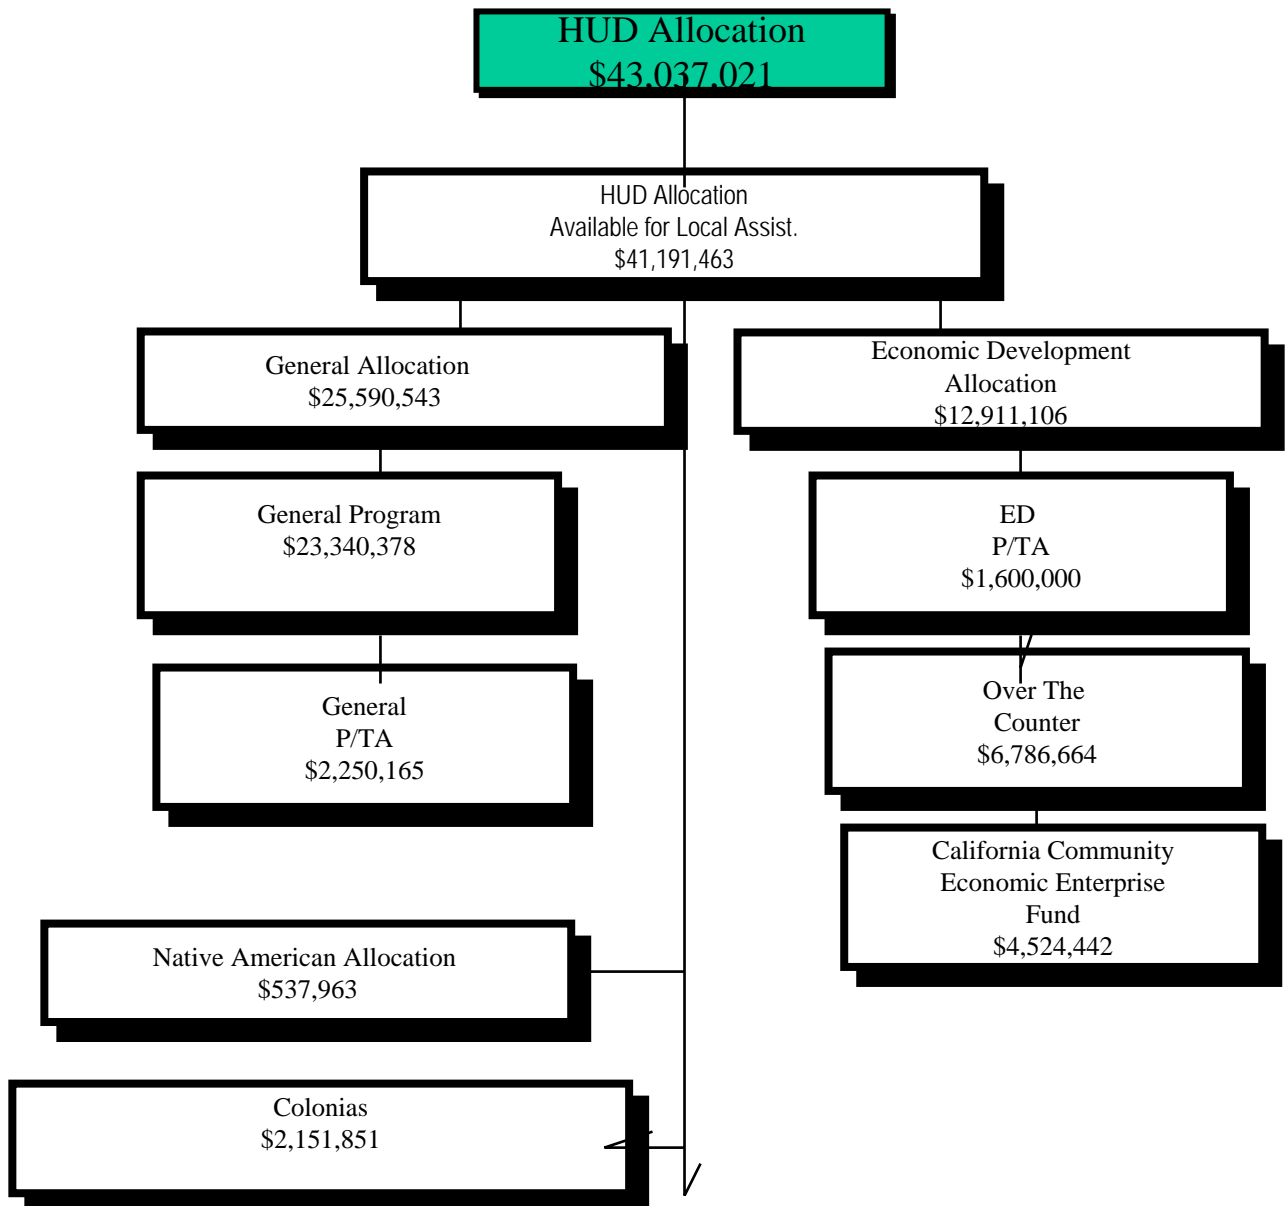 HUD Allocation
$43,037,021
HUD Allocation
Available for Local Assist.
$41,191,463
General Allocation
$25,590,543
Economic Development
Allocation
$12,911,106
General Program
$23,340,378
ED
P/TA
$1,600,000
General
P/TA
$2,250,165
Over The
Counter
$6,786,664
California Community
Economic Enterprise
Fund
$4,524,442
Native American Allocation
$537,963
Colonias
$2,151,851